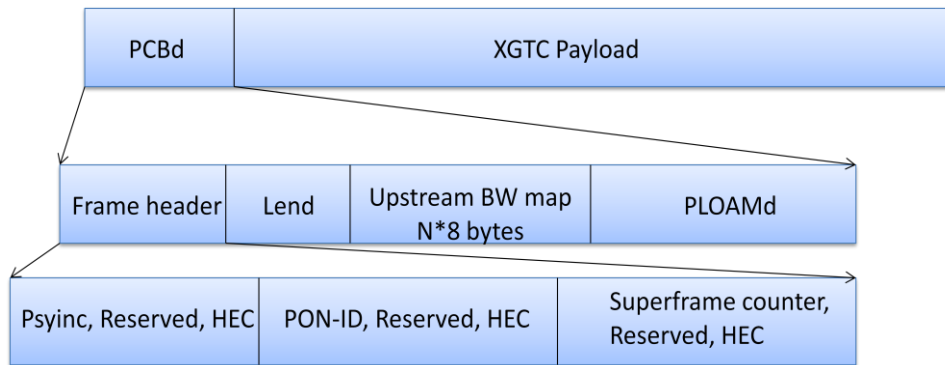 PCBd
XGTC Payload
Frame header
Lend
Upstream BW map
N*8 bytes
PLOAMd
Psyinc, Reserved, HEC
PON-ID, Reserved, HEC
Superframe counter,
Reserved, HEC